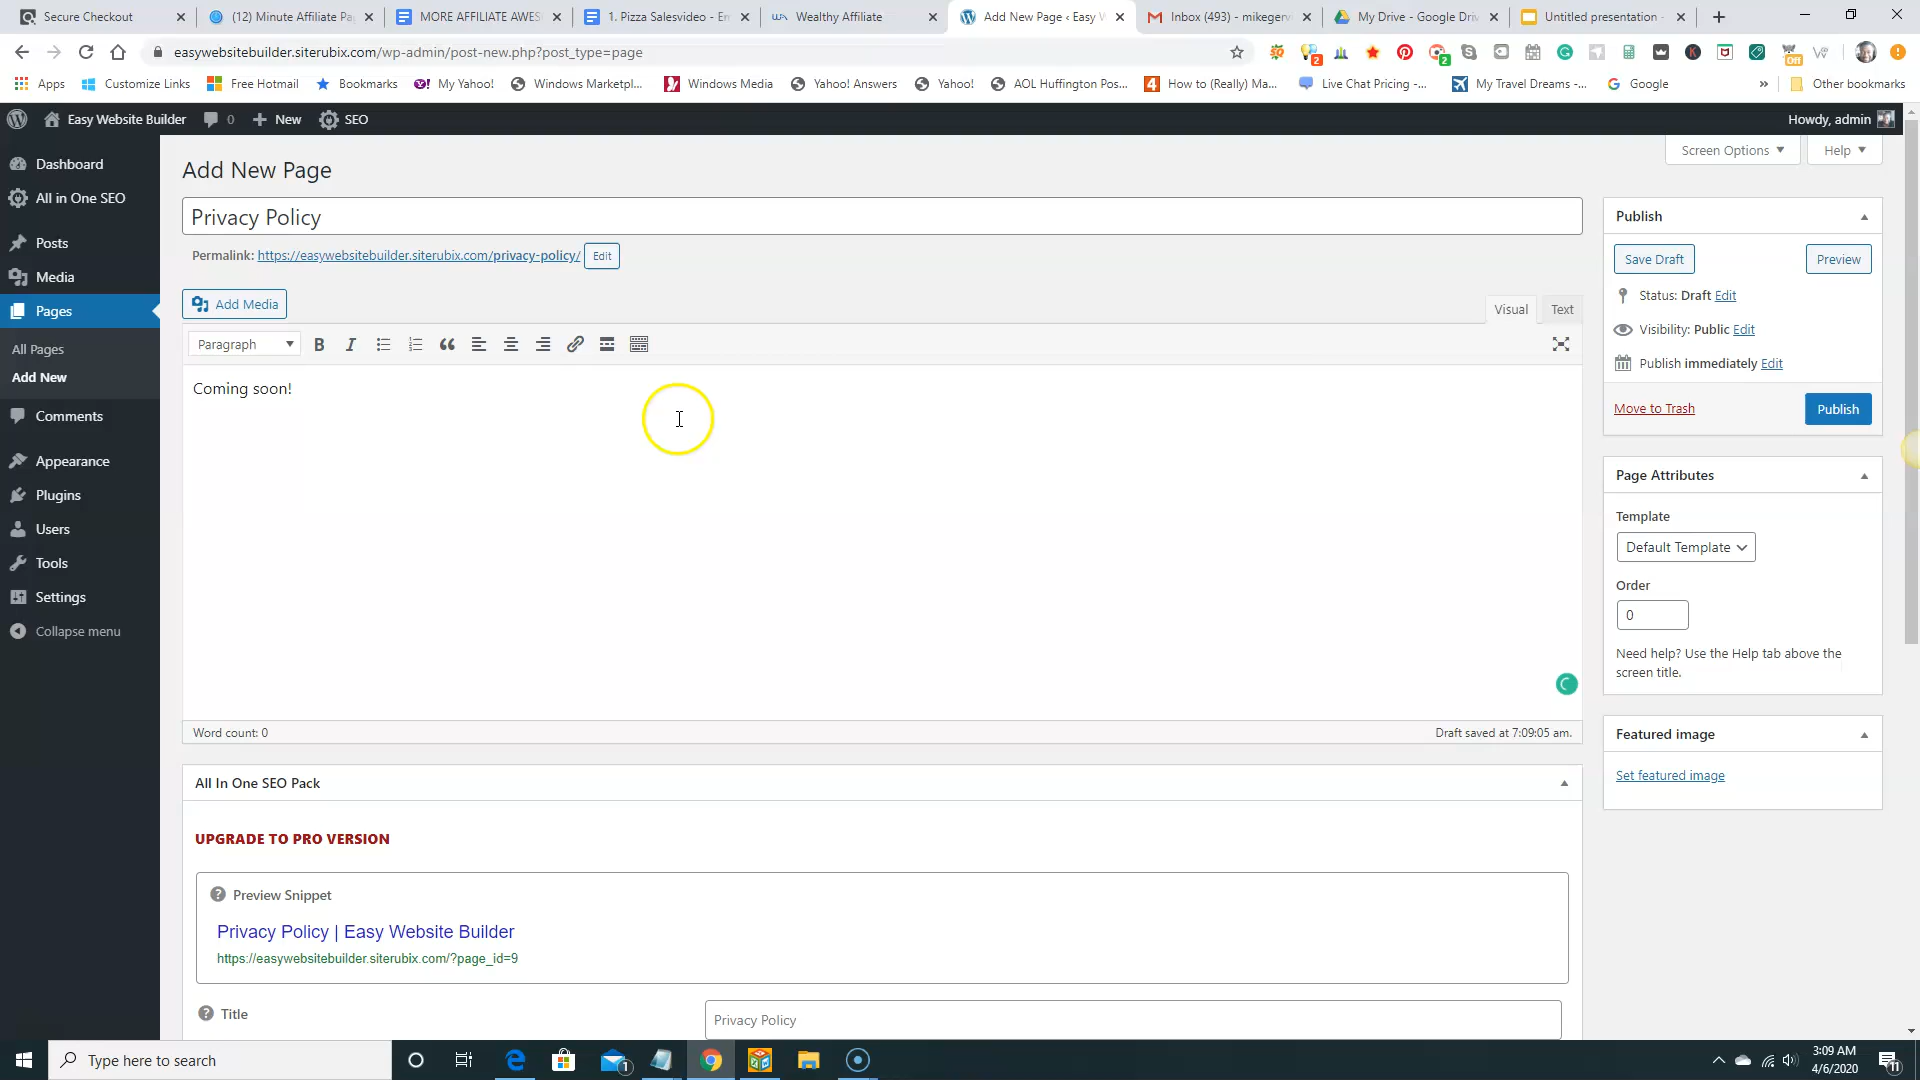 Secure Checkout
(12) Minute Affiliate Pa
MORE AFFILIATE AWES
1. Pizza Salesvideo - E
Wealthy Affiliate
Add New Page ‹ Easy W
Inbox (493) - mikeger
My Drive - Google Dri
Untitled presentation -
easywebsitebuilder.siterubix.com/wp-admin/post-new.php?post_type=page
Apps
Customize Links
Free Hotmail
Bookmarks
My Yahoo!
Windows Marketpl...
Windows Media
Yahoo! Answers
Yahoo!
AOL Huffington Pos...
How to (Really) Ma...
Live Chat Pricing -...
My Travel Dreams -...
Google
»
Other bookmarks
Easy Website Builder
0
New
SEO
Howdy, admin
Screen Options
Help
Dashboard
All in One SEO
Posts
Media
Pages
All Pages
Add New
Comments
Appearance
Plugins
Users
Tools
Settings
Collapse menu
Add New Page
Privacy Policy
Permalink: https://easywebsitebuilder.siterubix.com/privacy-policy/ Edit
Add Media
Visual
Text
Paragraph
Coming soon!
Word count: 0
Draft saved at 7:09:05 am.
All In One SEO Pack
UPGRADE TO PRO VERSION
Preview Snippet
Privacy Policy | Easy Website Builder
https://easywebsitebuilder.siterubix.com/?page_id=9
Title
Privacy Policy
Publish
Save Draft
Preview
Status: Draft Edit
Visibility: Public Edit
Publish immediately Edit
Move to Trash
Publish
Page Attributes
Template
Default Template
Order
0
Need help? Use the Help tab above the
screen title.
Featured image
Set featured image
Type here to search
3:09 AM
4/6/2020